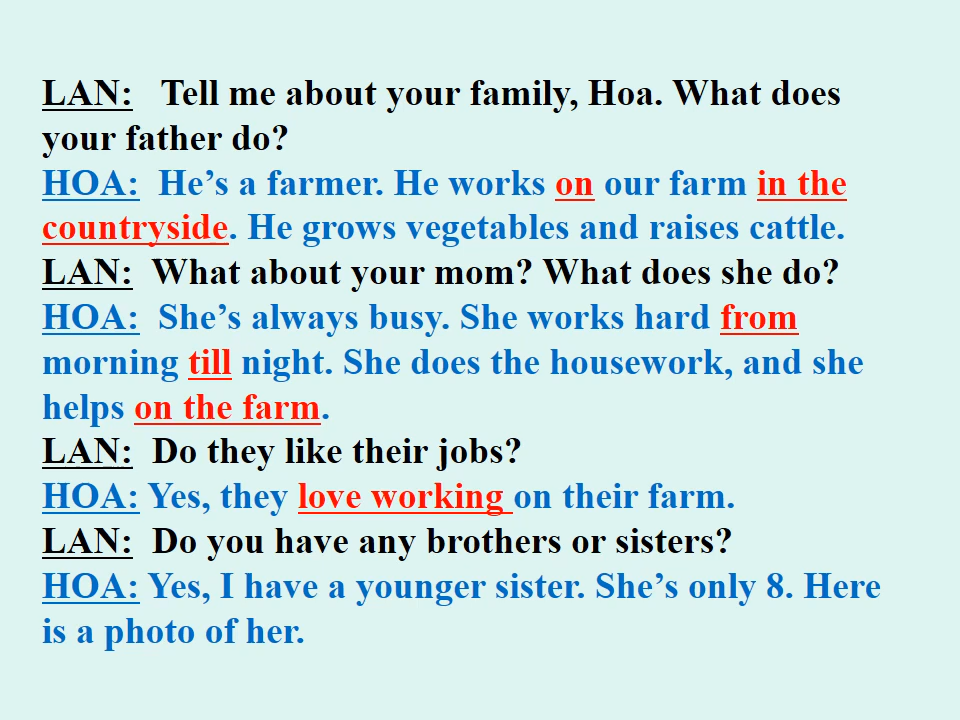 LAN: Tell me about your family, Hoa. What does
your father do?
HOA: He’s a farmer. He works on our farm in the
countryside. He grows vegetables and raises cattle.
LAN: What about your mom? What does she do?
HOA: She’s always busy. She works hard from
morning till night. She does the housework, and she
helps on the farm.
LAN: Do they like their jobs?
HOA: Yes, they love working on their farm.
LAN: Do you have any brothers or sisters?
HOA: Yes, I have a younger sister. She’s only 8. Here
is a photo of her.